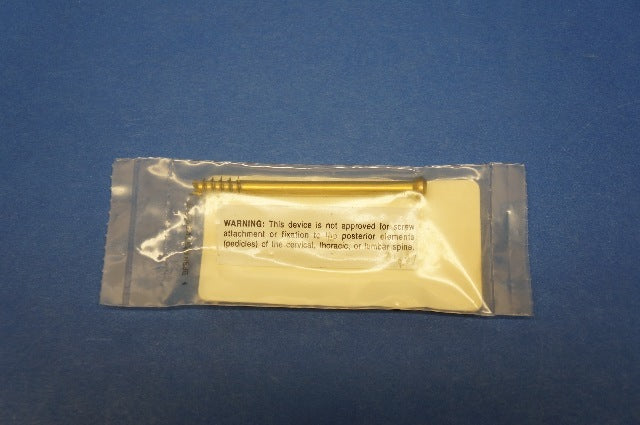 WARNING: This device is not approved for screw
attachment or fixation to the posterior elements
(pedicles) of the cervical, thoracic, or lumbar spine.